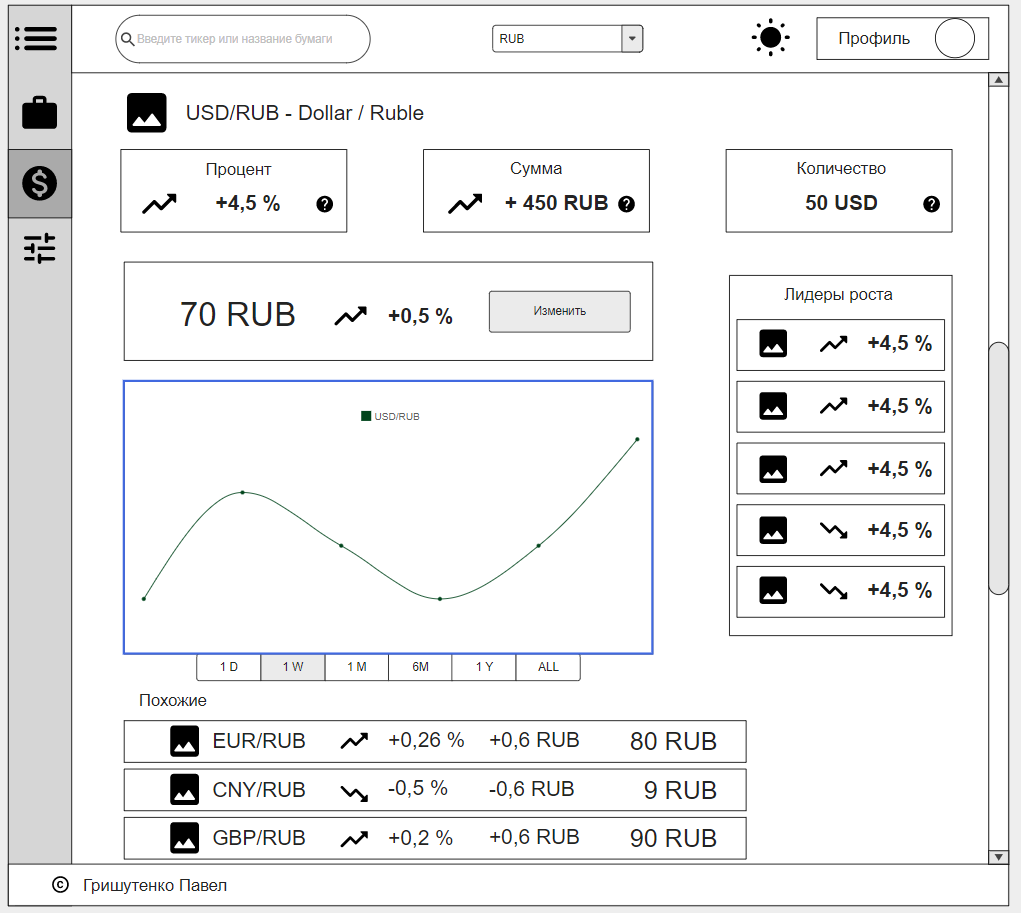 Введите тикер или название бумаги
RUB
Профиль
USD/RUB - Dollar / Ruble
Процент
+4,5 %
Сумма
+ 450 RUB
Количество
50 USD
70 RUB
+0,5 %
Изменить
USD/RUB
1 D
1 W
1 M
6M
1 Y
ALL
Лидеры роста
+4,5 %
+4,5 %
+4,5 %
+4,5 %
+4,5 %
Похожие
EUR/RUB +0,26 % +0,6 RUB 80 RUB
CNY/RUB -0,5 % -0,6 RUB 9 RUB
GBP/RUB +0,2 % +0,6 RUB 90 RUB
© Гришутенко Павел